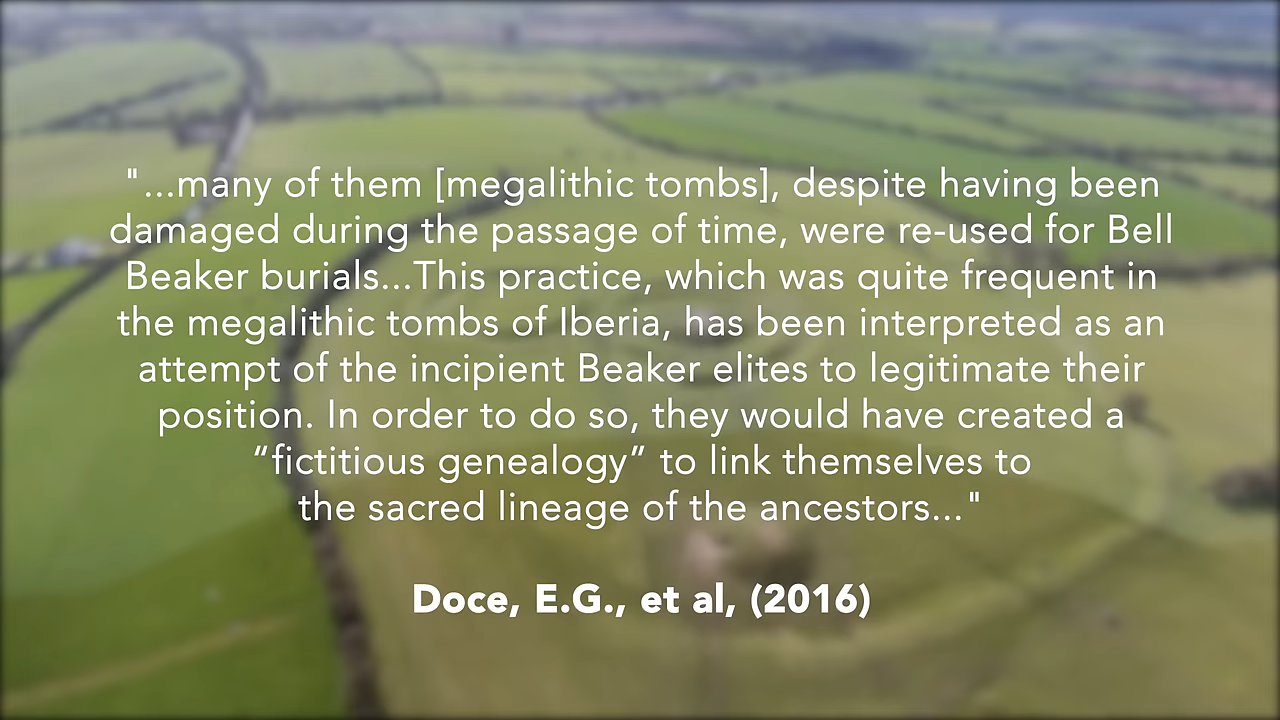 "...many of them [megalithic tombs], despite having been
damaged during the passage of time, were re-used for Bell
Beaker burials...This practice, which was quite frequent in
the megalithic tombs of Iberia, has been interpreted as an
attempt of the incipient Beaker elites to legitimate their
position. In order to do so, they would have created a
“fictitious genealogy” to link themselves to
the sacred lineage of the ancestors..."
Doce, E.G., et al, (2016)